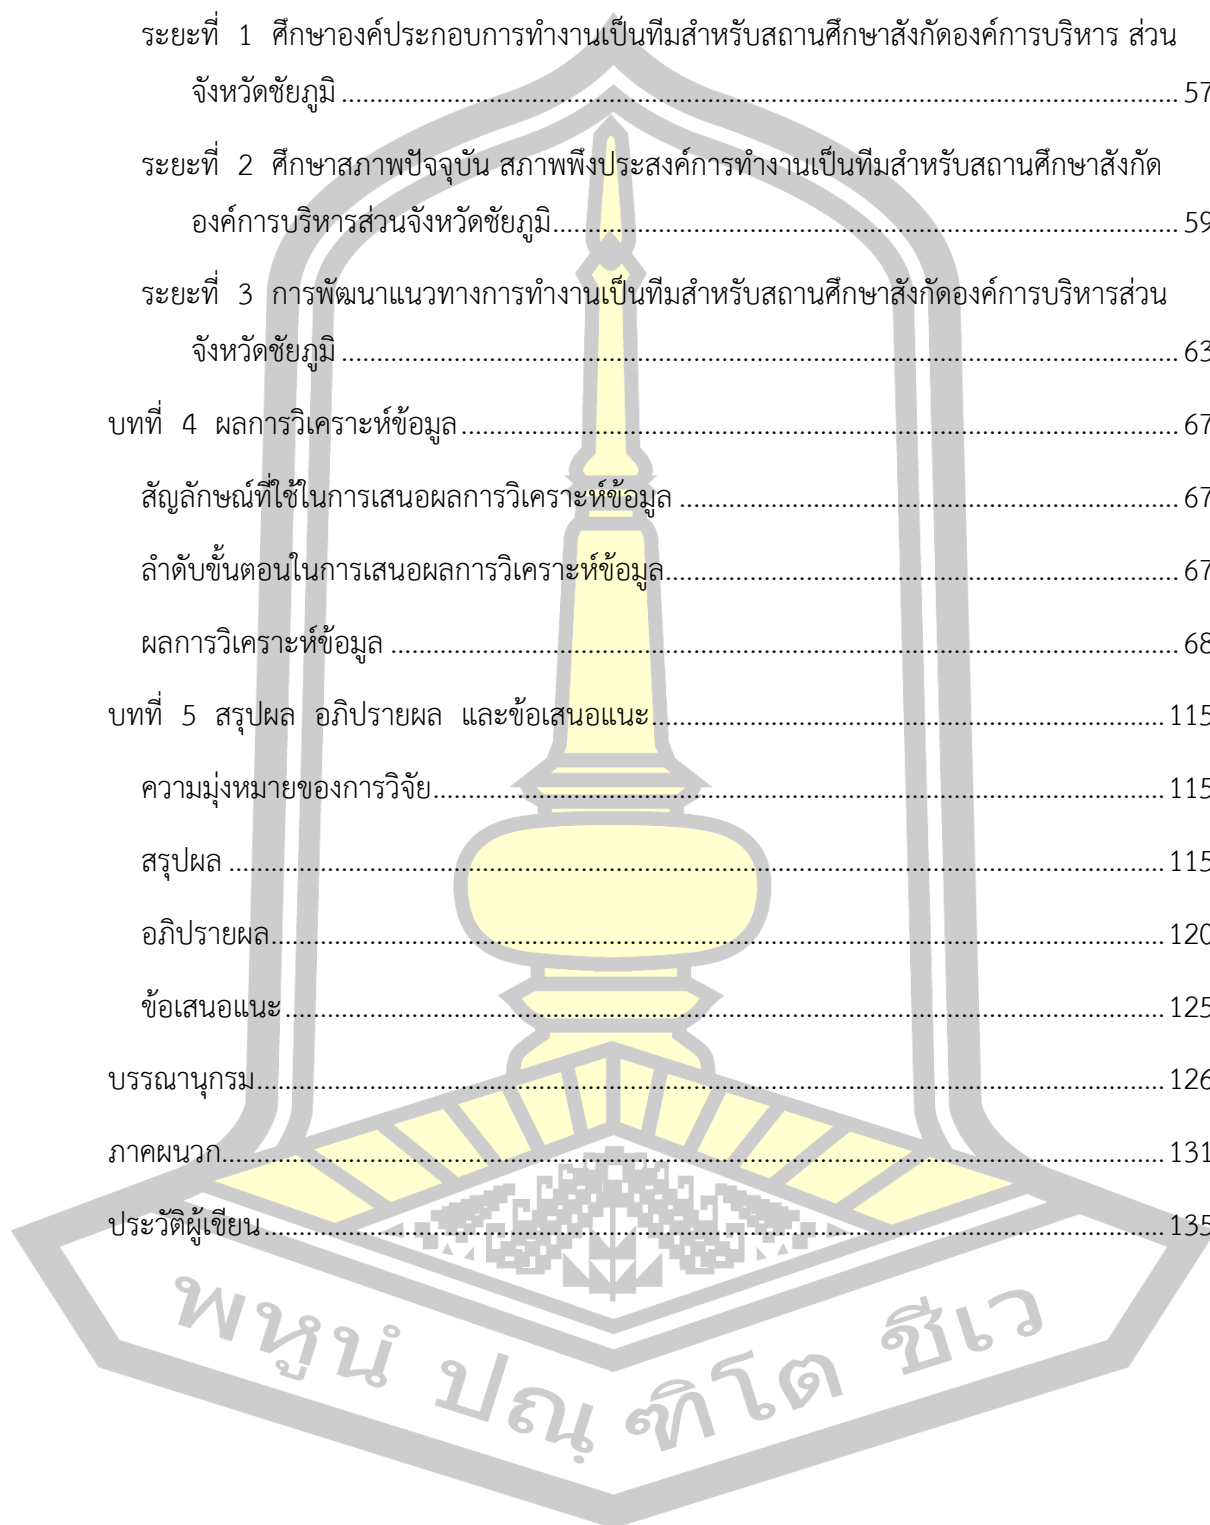 ระยะที่ 1 ศึกษาองค์ประกอบการทำงานเป็นทีมสำหรับสถานศึกษาสังกัดองค์การบริหาร ส่วน
จังหวัดชัยภูมิ 57
ระยะที่ 2 ศึกษาสภาพปัจจุบัน สภาพพึงประสงค์การทำงานเป็นทีมสำหรับสถานศึกษาสังกัด
องค์การบริหารส่วนจังหวัดชัยภูมิ 59
ระยะที่ 3 การพัฒนาแนวทางการทำงานเป็นทีมสำหรับสถานศึกษาสังกัดองค์การบริหารส่วน
จังหวัดชัยภูมิ 63
บทที่ 4 ผลการวิเคราะห์ข้อมูล 67
สัญลักษณ์ที่ใช้ในการเสนอผลการวิเคราะห์ข้อมูล 67
ลำดับขั้นตอนในการเสนอผลการวิเคราะห์ข้อมูล 67
ผลการวิเคราะห์ข้อมูล 68
บทที่ 5 สรุปผล อภิปรายผล และข้อเสนอแนะ 115
ความมุ่งหมายของการวิจัย 115
สรุปผล 115
อภิปรายผล 120
ข้อเสนอแนะ 125
บรรณานุกรม 126
ภาคผนวก 131
ประวัติผู้เขียน 135
พหูนํ ปณฺฑิโต ชีเว